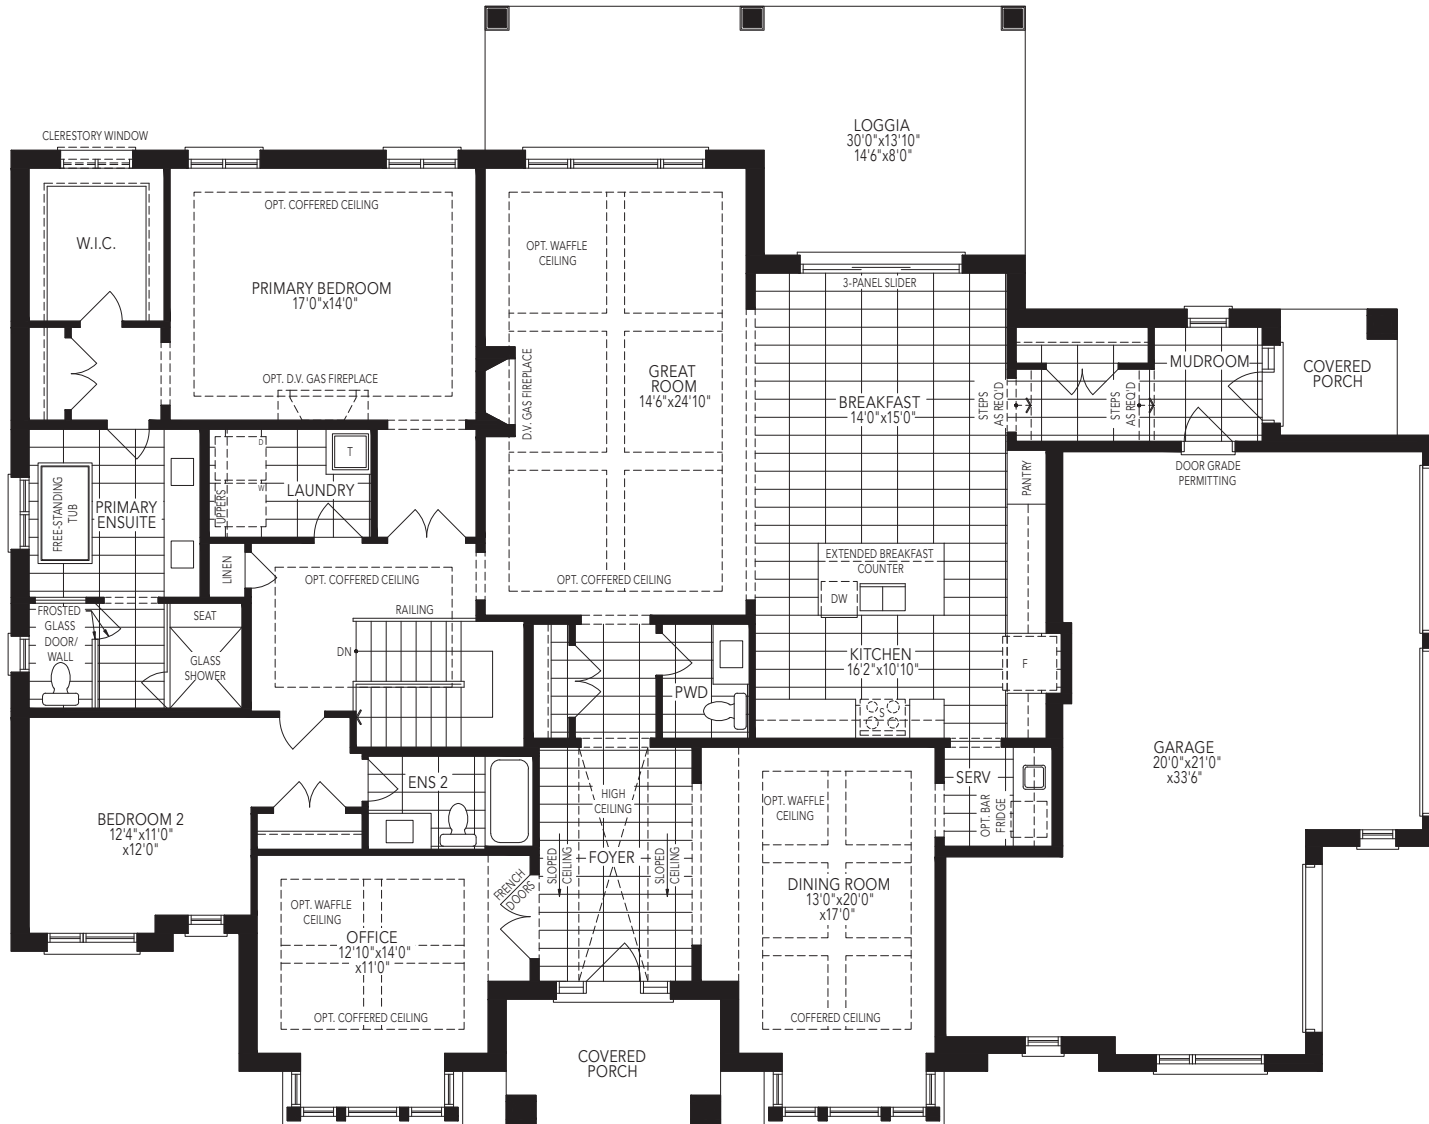 LOGGIA
30'0"x13'10"
14'6"x8'0"
CLERESTORY WINDOW
OPT. COFFERED CEILING
W.I.C.
PRIMARY BEDROOM
17'0"x14'0"
OPT. D.V. GAS FIREPLACE
OPT. WAFFLE
CEILING
D.V. GAS FIREPLACE
GREAT
ROOM
14'6"x24'10"
OPT. COFFERED CEILING
3-PANEL SLIDER
BREAKFAST
14'0"x15'0"
STEPS
AS REQ'D
STEPS
AS REQ'D
MUDROOM
COVERED
PORCH
DOOR GRADE
PERMITTING
PANTRY
FREE-STANDING
TUB
PRIMARY
ENSUITE
UPPERS
D
W
T
LAUNDRY
LINEN
OPT. COFFERED CEILING
RAILING
DN
FROSTED
GLASS
DOOR/
WALL
SEAT
GLASS
SHOWER
EXTENDED BREAKFAST
COUNTER
DW
KITCHEN
16'2"x10'10"
F
S
PWD
GARAGE
20'0"x21'0"
x33'6"
SERV
OPT. BAR
FRIDGE
BEDROOM 2
12'4"x11'0"
x12'0"
ENS 2
HIGH
CEILING
SLOPED
CEILING
FOYER
SLOPED
CEILING
OPT. WAFFLE
CEILING
DINING ROOM
13'0"x20'0"
x17'0"
COFFERED CEILING
FRENCH
DOORS
OPT. WAFFLE
CEILING
OFFICE
12'10"x14'0"
x11'0"
OPT. COFFERED CEILING
COVERED
PORCH